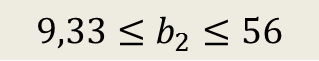 9,33 ≤ b₂ ≤ 56